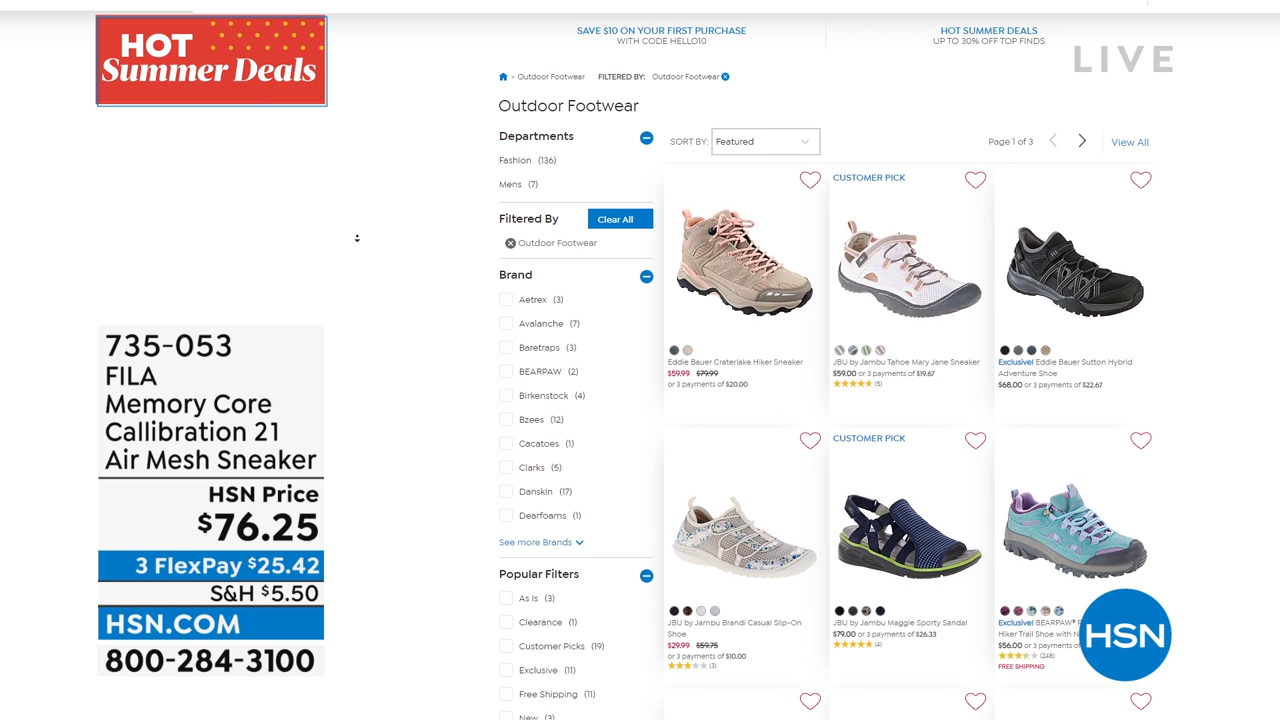 HOT
Summer Deals
SAVE $10 ON YOUR FIRST PURCHASE
WITH CODE HELLO10
HOT SUMMER DEALS
UP TO 30% OFF TOP FINDS
LIVE
> Outdoor Footwear FILTERED BY: Outdoor Footwear
Outdoor Footwear
Departments
Fashion (136)
Mens (7)
Filtered By Clear All
Outdoor Footwear
Brand
Aetrex (3)
Avalanche (7)
Baretraps (3)
BEARPAW (2)
Birkenstock (4)
Bzees (12)
Cacatoes (1)
Clarks (5)
Danskin (17)
Dearfoams (1)
See more Brands
Popular Filters
As Is (3)
Clearance (1)
Customer Picks (19)
Exclusive (11)
Free Shipping (11)
New (3)
SORT BY: Featured
Page 1 of 3
View All
Eddie Bauer Craterlake Hiker Sneaker
$59.99 $79.99
or 3 payments of $20.00
CUSTOMER PICK
JBU by Jambu Tahoe Mary Jane Sneaker
$59.00 or 3 payments of $19.67
(5)
Exclusive! Eddie Bauer Sutton Hybrid
Adventure Shoe
$68.00 or 3 payments of $22.67
JBU by Jambu Brandi Casual Slip-On
Shoe
$29.99 $59.75
or 3 payments of $10.00
(3)
CUSTOMER PICK
JBU by Jambu Maggie Sporty Sandal
$79.00 or 3 payments of $26.33
(4)
Exclusive! BEARPAW®
Hiker Trail Shoe with
$56.00 or 3 payments of
(248)
FREE SHIPPING
HSN
735-053
FILA
Memory Core
Callibration 21
Air Mesh Sneaker
HSN Price
$76.25
3 FlexPay $25.42
S&H $5.50
HSN.COM
800-284-3100